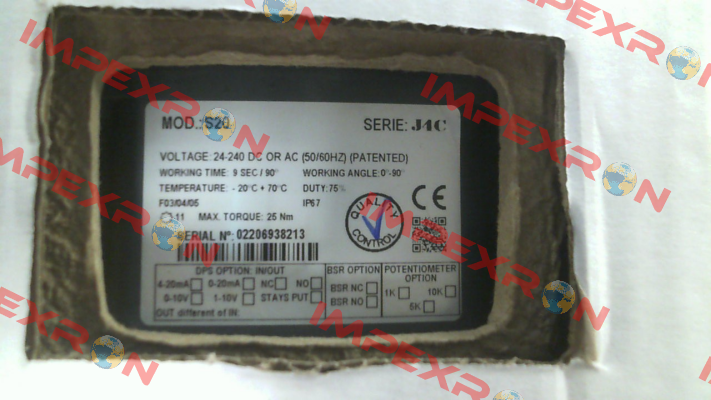 MOD.: S20 SERIE: J4C
VOLTAGE: 24-240 DC OR AC (50/60HZ) (PATENTED)
WORKING TIME: 9 SEC / 90° WORKING ANGLE: 0°-90°
TEMPERATURE: - 20°C + 70°C DUTY: 75%
F03/04/05 IP67
11 MAX. TORQUE: 25 Nm
SERIAL Nº: 02206938213
QUALITY CONTROL
CE
DPS OPTION: IN/OUT
4-20mA 0-20mA NC NO
0-10V 1-10V STAYS PUT
OUT different of IN:
BSR OPTION
BSR NC
BSR NO
POTENTIOMETER
OPTION
1K 10K
5K
IMPEXRON
IMPEXRON
IMPEXRON
IMPEXRON
IMPEXRON
IMPEXRON